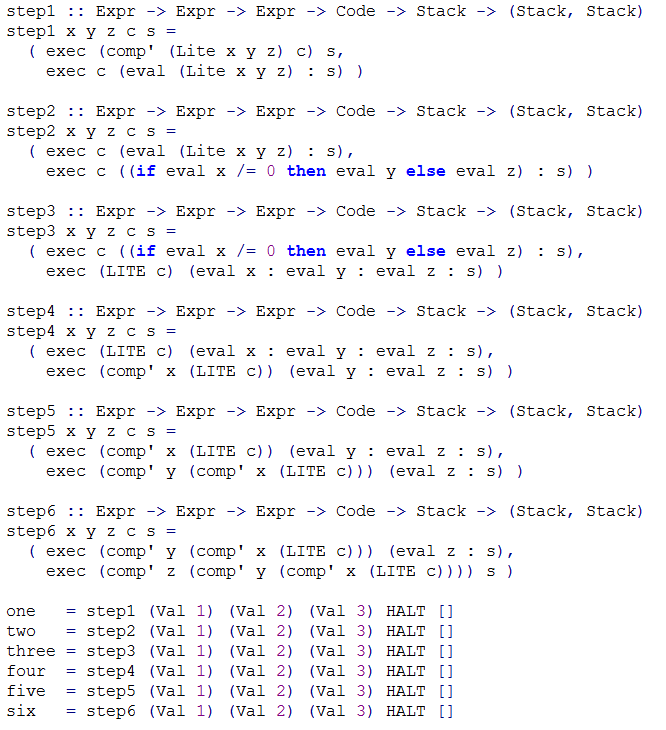 step1 :: Expr -> Expr -> Expr -> Code -> Stack -> (Stack, Stack)
step1 x y z c s =
  ( exec (comp' (Lite x y z) c) s,
    exec c (eval (Lite x y z) : s) )

step2 :: Expr -> Expr -> Expr -> Code -> Stack -> (Stack, Stack)
step2 x y z c s =
  ( exec c (eval (Lite x y z) : s),
    exec c ((if eval x /= 0 then eval y else eval z) : s) )

step3 :: Expr -> Expr -> Expr -> Code -> Stack -> (Stack, Stack)
step3 x y z c s =
  ( exec c ((if eval x /= 0 then eval y else eval z) : s),
    exec (LITE c) (eval x : eval y : eval z : s) )

step4 :: Expr -> Expr -> Expr -> Code -> Stack -> (Stack, Stack)
step4 x y z c s =
  ( exec (LITE c) (eval x : eval y : eval z : s),
    exec (comp' x (LITE c)) (eval y : eval z : s) )

step5 :: Expr -> Expr -> Expr -> Code -> Stack -> (Stack, Stack)
step5 x y z c s =
  ( exec (comp' x (LITE c)) (eval y : eval z : s),
    exec (comp' y (comp' x (LITE c))) (eval z : s) )

step6 :: Expr -> Expr -> Expr -> Code -> Stack -> (Stack, Stack)
step6 x y z c s =
  ( exec (comp' y (comp' x (LITE c))) (eval z : s),
    exec (comp' z (comp' y (comp' x (LITE c)))) s )

one   = step1 (Val 1) (Val 2) (Val 3) HALT []
two   = step2 (Val 1) (Val 2) (Val 3) HALT []
three = step3 (Val 1) (Val 2) (Val 3) HALT []
four  = step4 (Val 1) (Val 2) (Val 3) HALT []
five  = step5 (Val 1) (Val 2) (Val 3) HALT []
six   = step6 (Val 1) (Val 2) (Val 3) HALT []